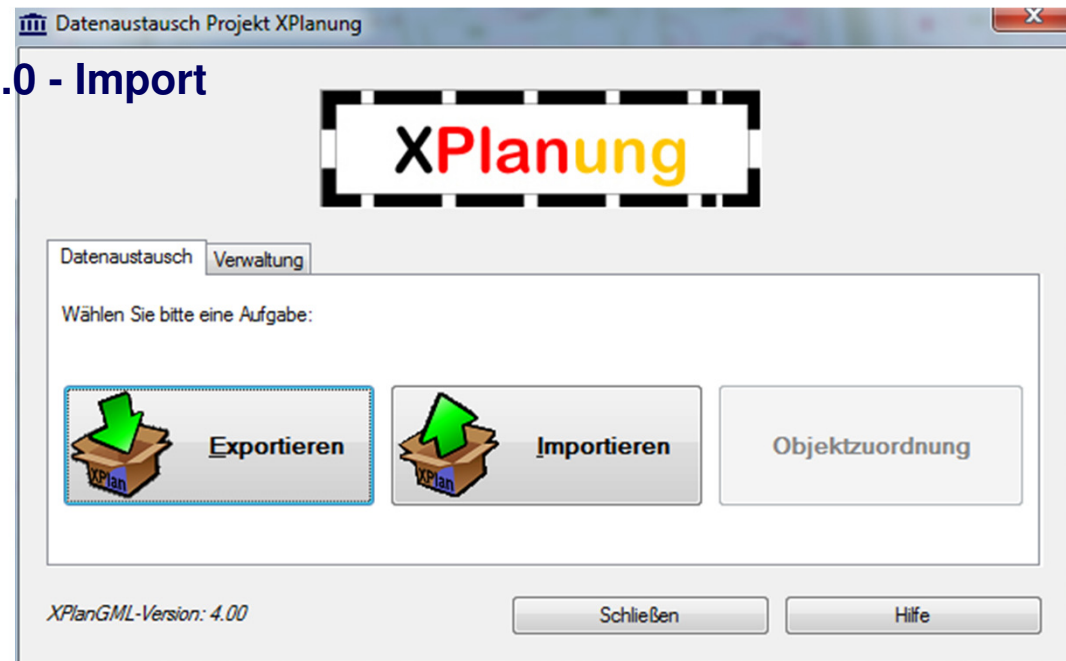 Datenaustausch Projekt XPlanung
.0 - Import
XPlanung
Datenaustausch Verwaltung
Wählen Sie bitte eine Aufgabe:
XPlan Exportieren XPlan Importieren Objektzuordnung
XPlanGML-Version: 4.00 Schließen Hilfe